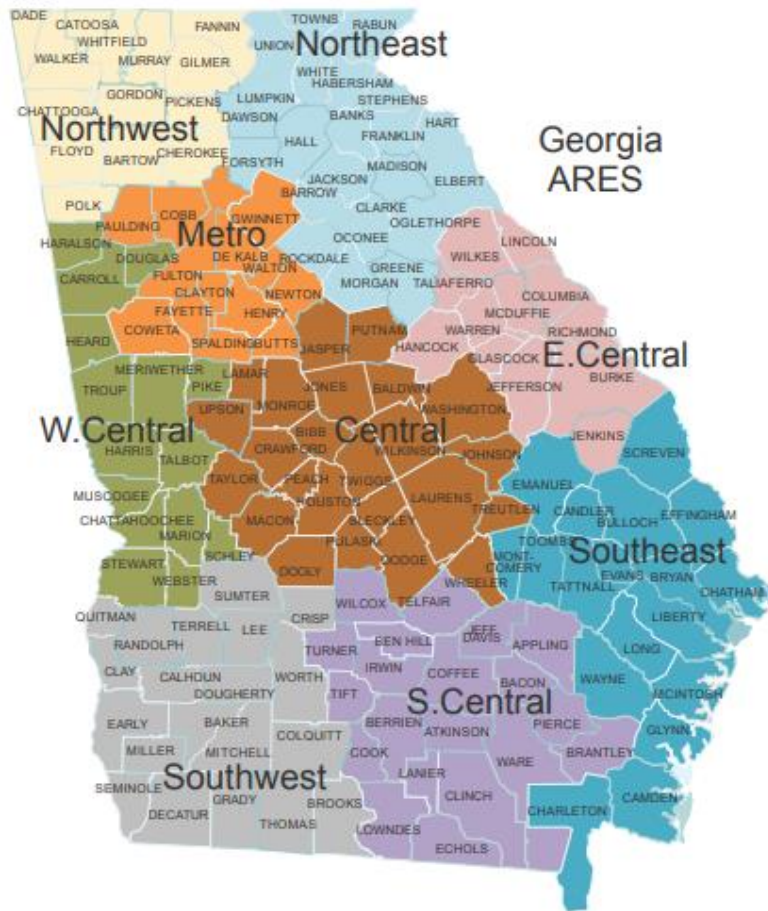 DADE
CATOOSA
FANNIN
TOWNS
RABUN
WHITFIELD
UNION
Northeast
WALKER
MURRAY
GILMER
WHITE
HABERSHAM
GORDON
LUMPKIN
STEPHENS
CHATTOOGA
PICKENS
DAWSON
BANKS
HART
Northwest
HALL
FRANKLIN
Georgia
ARES
FLOYD
BARTOW
CHEROKEE
FORSYTH
MADISON
JACKSON
ELBERT
BARROW
POLK
COBB
GWINNETT
CLARKE
PAULDING
Metro
OGLETHORPE
HARALSON
OCONEE
LINCOLN
DOUGLAS
DE KALB
ROCKDALE
WILKES
CARROLL
FULTON
WALTON
GREENE
MORGAN
TALIAFERRO
CLAYTON
NEWTON
COLUMBIA
FAYETTE
HENRY
MCDUFFIE
COWETA
PUTNAM
WARREN
RICHMOND
HEARD
SPALDING
BUTTS
JASPER
HANCOCK
GLASCOCK
E.Central
MERIWETHER
LAMAR
TROUP
PIKE
JONES
BALDWIN
JEFFERSON
BURKE
UPSON
MONROE
WASHINGTON
W.Central
BIBB
Central
JENKINS
HARRIS
CRAWFORD
WILKINSON
JOHNSON
SCREVEN
TALBOT
TAYLOR
PEACH
TWIGGS
EMANUEL
MUSCOGEE
HOUSTON
LAURENS
CHATTAHOOCHEE
MACON
BLECKLEY
TREUTLEN
CANDLER
BULLOCH
EFFINGHAM
MARION
PULASKI
TOOMBS
Southeast
STEWART
SCHLEY
DOGLY
DODGE
MONT-
COMERY
EVANS
BRYAN
WEBSTER
WHEELER
TATTNALL
CHATHAM
SUMTER
WILCOX
TELFAIR
QUITMAN
CRISP
LIBERTY
TERRELL
LEE
JEFF
DAVIS
RANDOLPH
TURNER
BEN HILL
APPLING
LONG
CLAY
CALHOUN
WORTH
IRWIN
COFFEE
WAYNE
DOUGHERTY
TIFT
BACON
MCINTOSH
S.Central
EARLY
BAKER
BERRIEN
PIERCE
COLQUITT
ATKINSON
GLYNN
MILLER
MITCHELL
COOK
WARE
BRANTLEY
Southwest
LANIER
SEMINOLE
GRADY
BROOKS
CLINCH
CAMDEN
DECATUR
THOMAS
LOWNDES
CHARLETON
ECHOLS